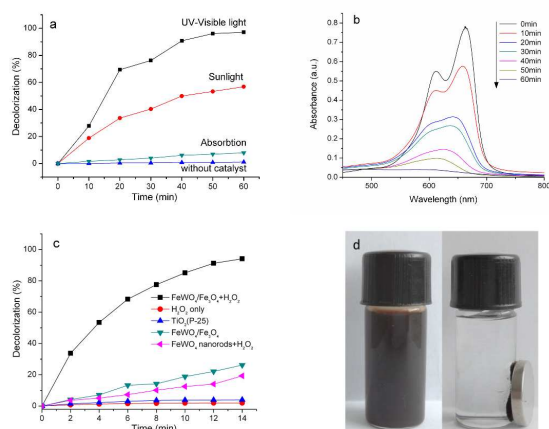 a
UV-Visible light
Sunlight
Absorbtion
without catalyst
Decolorization (%)
100
80
60
40
20
0
0 10 20 30 40 50 60
Time (min)
b
0min
10min
20min
30min
40min
50min
60min
Absorbance (a.u.)
0.8
0.7
0.6
0.5
0.4
0.3
0.2
0.1
0.0
500 600 700 800
Wavelength (nm)
c
FeWO₄/Fe₃O₄+H₂O₂
H₂O₂ only
TiO₂(P-25)
FeWO₄/Fe₃O₄
FeWO₄ nanorods+H₂O₂
Decolorization (%)
100
80
60
40
20
0
0 2 4 6 8 10 12 14
Time (min)
d